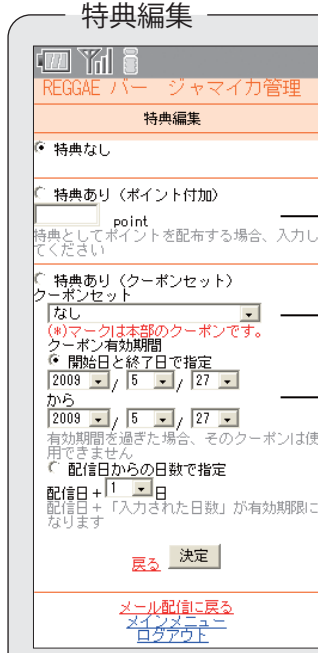 特典編集
REGGAE バー ジャマイカ管理
特典編集
特典なし
特典あり（ポイント付加）
point
特典としてポイントを配布する場合、入力し
てください
特典あり（クーポンセット）
クーポンセット
なし
(*)マークは本部のクーポンです。
クーポン有効期間
開始日と終了日で指定
2009 / 5 / 27
から
2009 / 5 / 27
有効期間を過ぎた場合、そのクーポンは使
用できません
配信日からの日数で指定
配信日+ 1 日
配信日+「入力された日数」が有効期限に
なります
戻る 決定
メール配信に戻る
メインメニュー
ログアウト